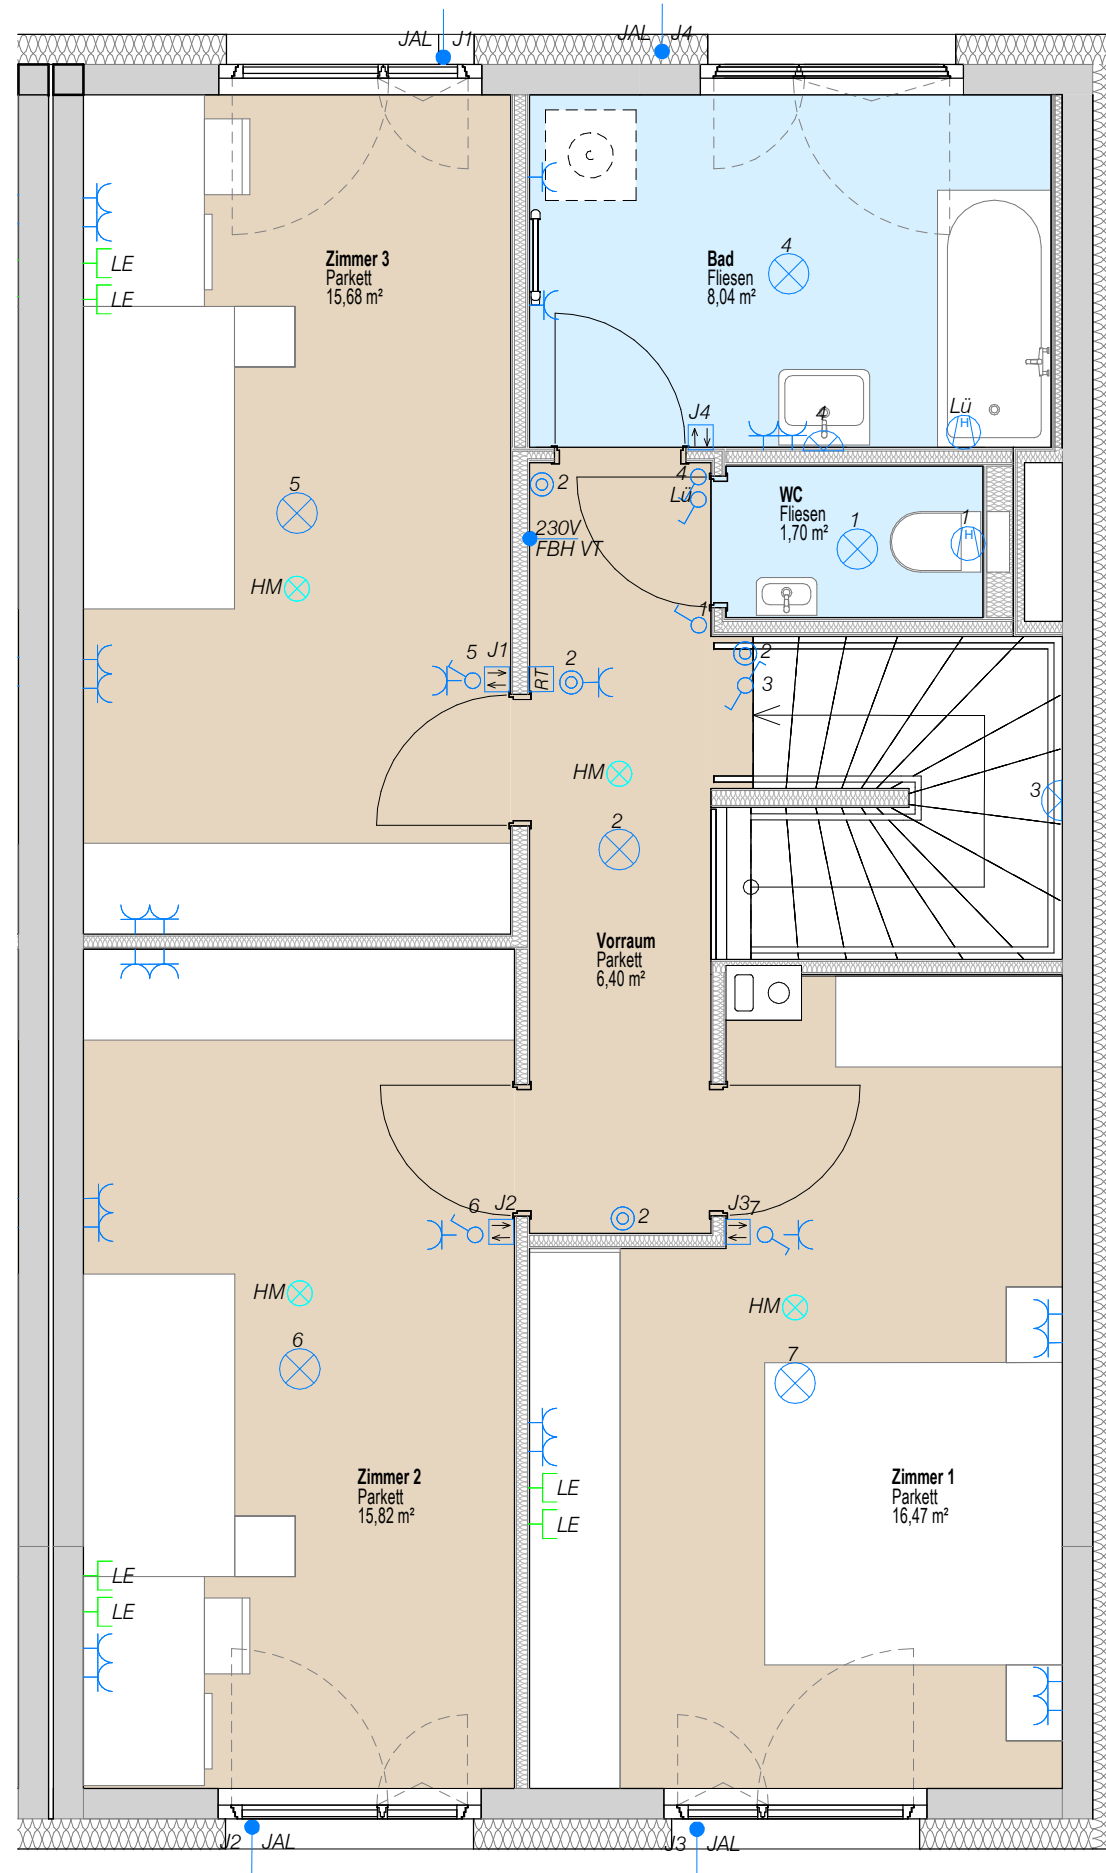 JAL J1
JAL J4
Zimmer 3
Parkett
15,68 m²
LE
LE
Bad
Fliesen
8,04 m²
4
J4
4
Lü
H
5
2
4
Lü
WC
Fliesen
1,70 m²
1
1
H
230V
FBH VT
HM
1
5
J1
RT
2
2
3
HM
2
3
Vorraum
Parkett
6,40 m²
6
J2
2
J3
7
HM
HM
6
7
Zimmer 2
Parkett
15,82 m²
LE
LE
Zimmer 1
Parkett
16,47 m²
LE
LE
J2 JAL
J3 JAL